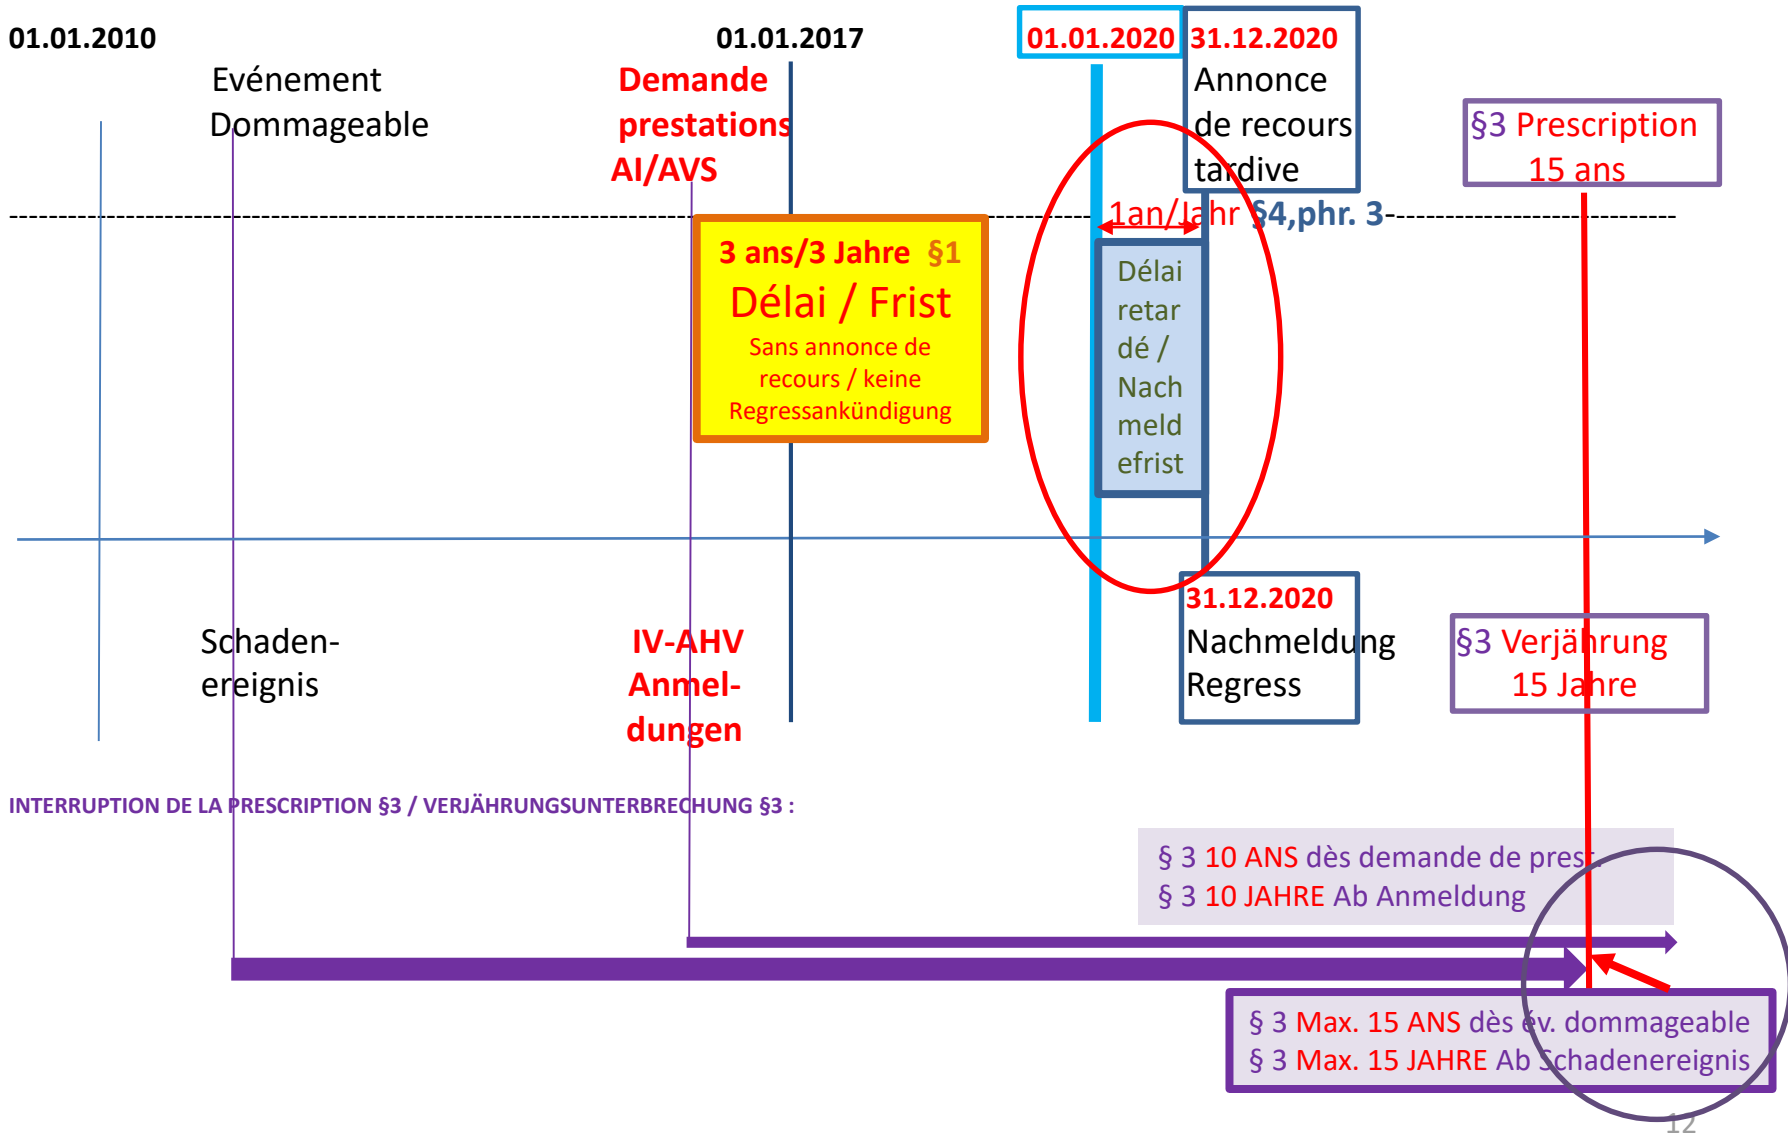 01.01.2010
01.01.2017
01.01.2020
31.12.2020
Evénement
Dommageable
Demande
prestations
AI/AVS
Annonce
de recours
tardive
§3 Prescription
15 ans
1an/Jahr §4,phr. 3-
3 ans/3 Jahre §1
Délai / Frist
Sans annonce de
recours / keine
Regressankündigung
Délai
retar
dé /
Nach
meld
efrist
Schaden-
ereignis
IV-AHV
Anmel-
dungen
31.12.2020
Nachmeldung
Regress
§3 Verjährung
15 Jahre
INTERRUPTION DE LA PRESCRIPTION §3 / VERJÄHRUNGSUNTERBRECHUNG §3 :
§ 3 10 ANS dès demande de prest.
§ 3 10 JAHRE Ab Anmeldung
§ 3 Max. 15 ANS dès év. dommageable
§ 3 Max. 15 JAHRE Ab Schadenereignis
12